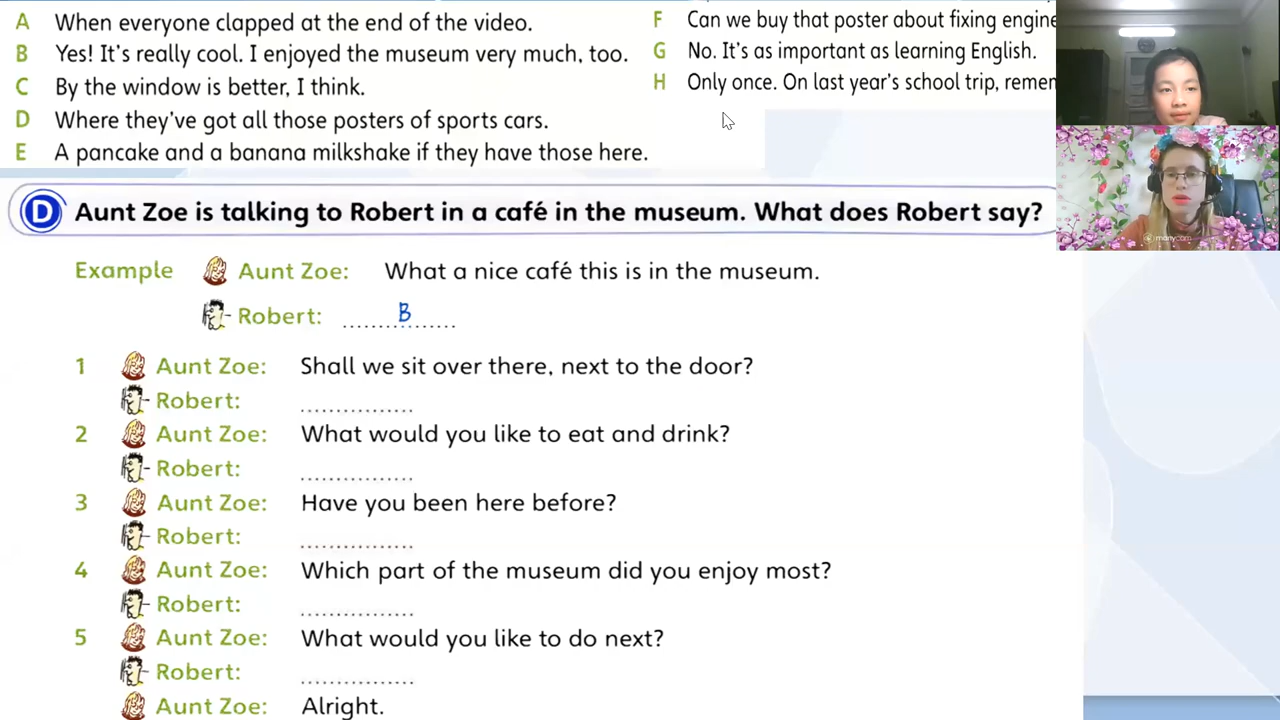 A When everyone clapped at the end of the video.
B Yes! It's really cool. I enjoyed the museum very much, too.
C By the window is better, I think.
D Where they've got all those posters of sports cars.
E A pancake and a banana milkshake if they have those here.
F Can we buy that poster about fixing engine
G No. It's as important as learning English.
H Only once. On last year's school trip, remem
D Aunt Zoe is talking to Robert in a café in the museum. What does Robert say?
Example Aunt Zoe: What a nice café this is in the museum.
Robert: B
1 Aunt Zoe: Shall we sit over there, next to the door?
Robert: ...............
2 Aunt Zoe: What would you like to eat and drink?
Robert: ...............
3 Aunt Zoe: Have you been here before?
Robert: ...............
4 Aunt Zoe: Which part of the museum did you enjoy most?
Robert: ...............
5 Aunt Zoe: What would you like to do next?
Robert: ...............
Aunt Zoe: Alright.
manycam